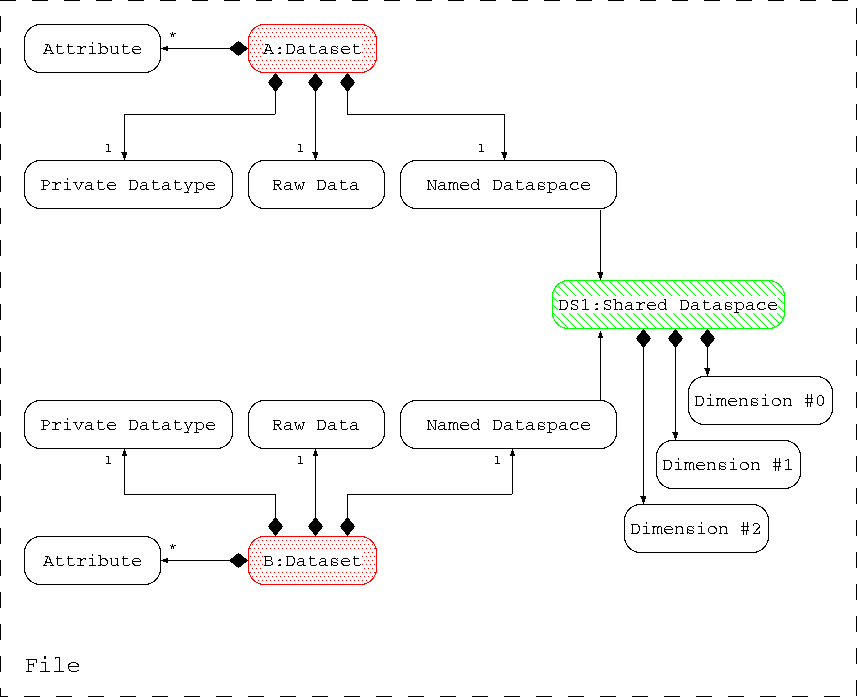 Attribute
*
A:Dataset
1
1
1
Private Datatype
Raw Data
Named Dataspace
DS1:Shared Dataspace
Dimension #0
Private Datatype
Raw Data
Named Dataspace
1
1
1
Dimension #1
Dimension #2
Attribute
*
B:Dataset
File